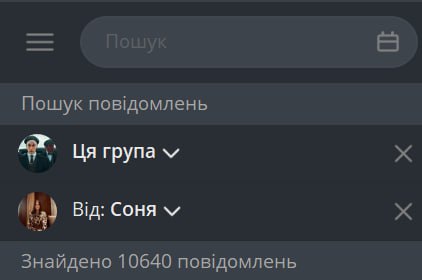 Пошук
Пошук повідомлень
Ця група
Від: Соня
Знайдено 10640 повідомлень